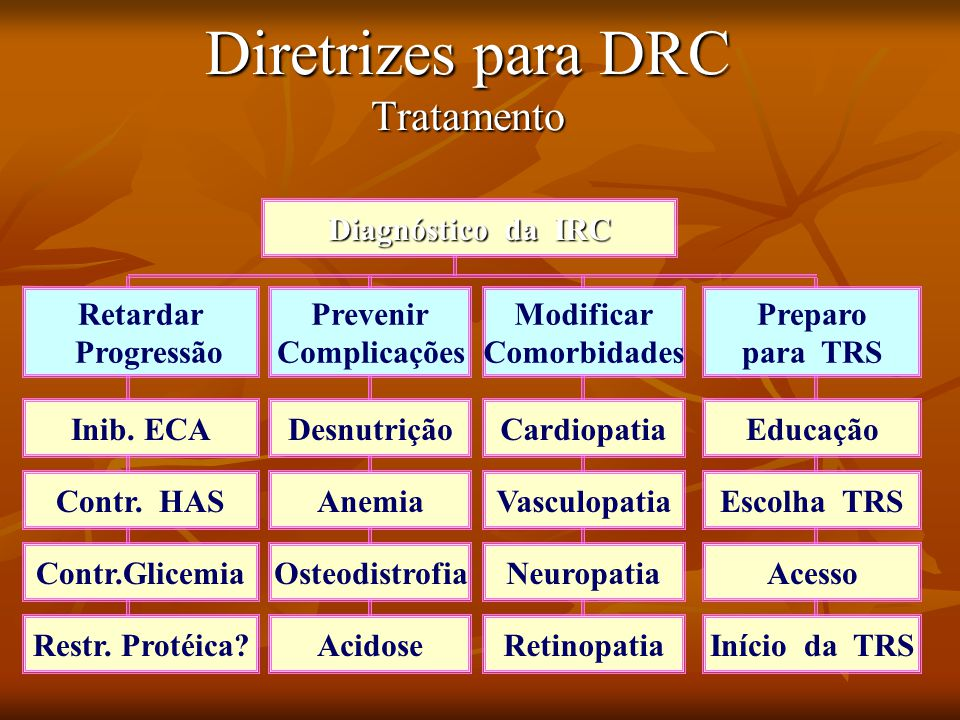 Diretrizes para DRC
Tratamento
Diagnóstico da IRC
Retardar
Progressão
Prevenir
Complicações
Modificar
Comorbidades
Preparo
para TRS
Inib. ECA
Desnutrição
Cardiopatia
Educação
Contr. HAS
Anemia
Vasculopatia
Escolha TRS
Contr.Glicemia
Osteodistrofia
Neuropatia
Acesso
Restr. Protéica?
Acidose
Retinopatia
Início da TRS